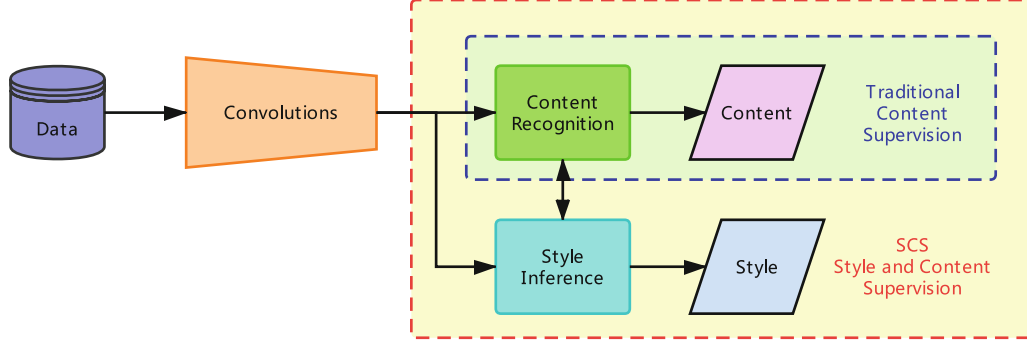 Data
Convolutions
Content
Recognition
Content
Traditional
Content
Supervision
Style
Inference
Style
SCS
Style and Content
Supervision